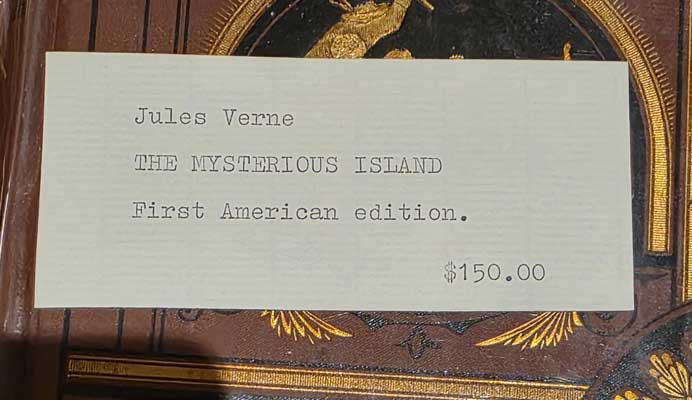 Jules Verne
THE MYSTERIOUS ISLAND
First American edition.
$150.00